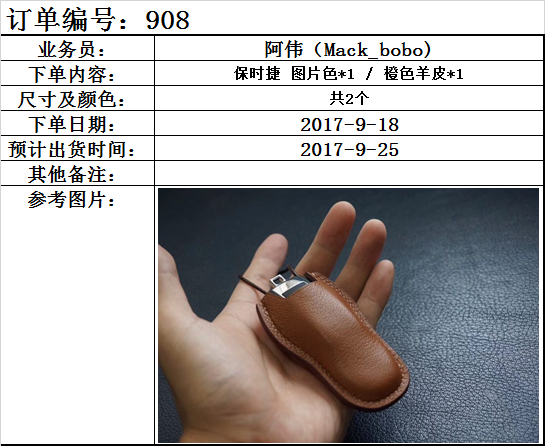 订单编号：908
业务员： 阿伟（Mack_bobo)
下单内容： 保时捷 图片色*1 / 橙色羊皮*1
尺寸及颜色： 共2个
下单日期： 2017-9-18
预计出货时间： 2017-9-25
其他备注：
参考图片：